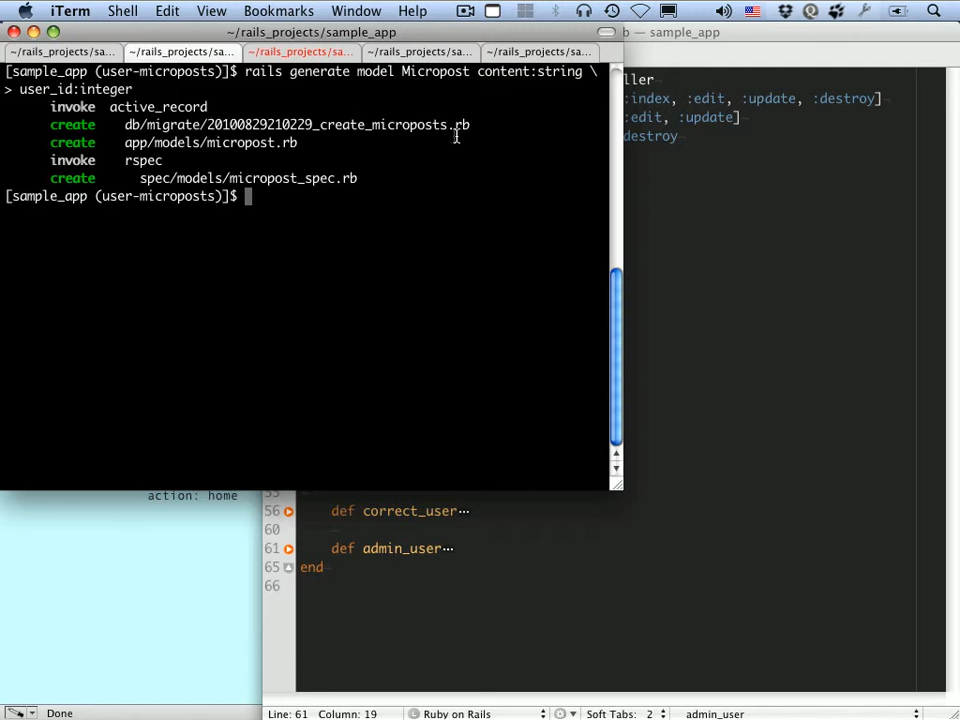 iTerm Shell Edit View Bookmarks Window Help
~/rails_projects/sample_app
b — sample_app
~/rails_projects/sa... ~/rails_projects/sa... ~/rails_projects/sa... ~/rails_projects/sa... ~/rails_projects/sa...
[sample_app (user-microposts)]$ rails generate model Micropost content:string \
> user_id:integer
invoke active_record
create db/migrate/20100829210229_create_microposts.rb
create app/models/micropost.rb
invoke rspec
create spec/models/micropost_spec.rb
[sample_app (user-microposts)]$
ller
:index, :edit, :update, :destroy]
:edit, :update]
destroy
action: home
56 def correct_user…
60
61 def admin_user…
65 end
66
Done
Line: 61 Column: 19 Ruby on Rails Soft Tabs: 2 admin_user